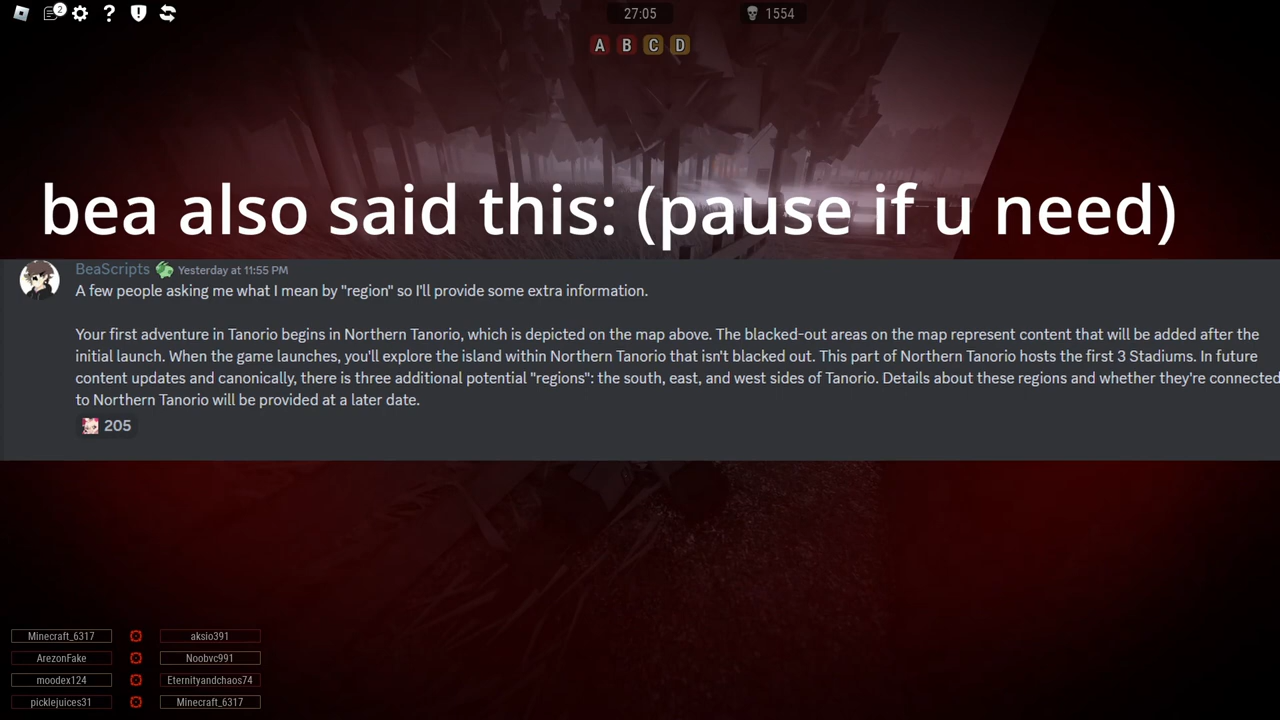 2
27:05
1554
A B C D
bea also said this: (pause if u need)
BeaScripts Yesterday at 11:55 PM
A few people asking me what I mean by "region" so I'll provide some extra information.
Your first adventure in Tanorio begins in Northern Tanorio, which is depicted on the map above. The blacked-out areas on the map represent content that will be added after the
initial launch. When the game launches, you'll explore the island within Northern Tanorio that isn't blacked out. This part of Northern Tanorio hosts the first 3 Stadiums. In future
content updates and canonically, there is three additional potential "regions": the south, east, and west sides of Tanorio. Details about these regions and whether they're connected
to Northern Tanorio will be provided at a later date.
205
Minecraft_6317 aksio391
ArezonFake Noobvc991
moodex124 Eternityandchaos74
picklejuices31 Minecraft_6317